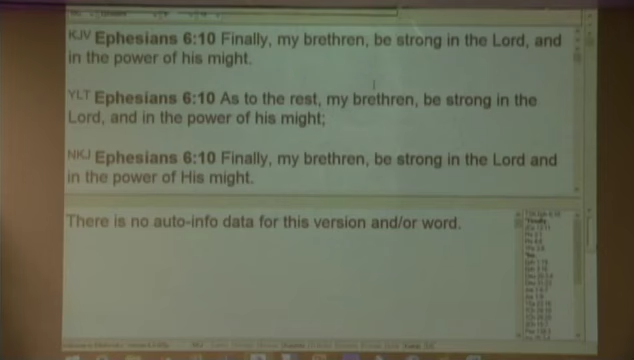 KJV Ephesians 6:10 Finally, my brethren, be strong in the Lord, and
in the power of his might.
YLT Ephesians 6:10 As to the rest, my brethren, be strong in the
Lord, and in the power of his might;
NKJ Ephesians 6:10 Finally, my brethren, be strong in the Lord and
in the power of His might.
There is no auto-info data for this version and/or word.